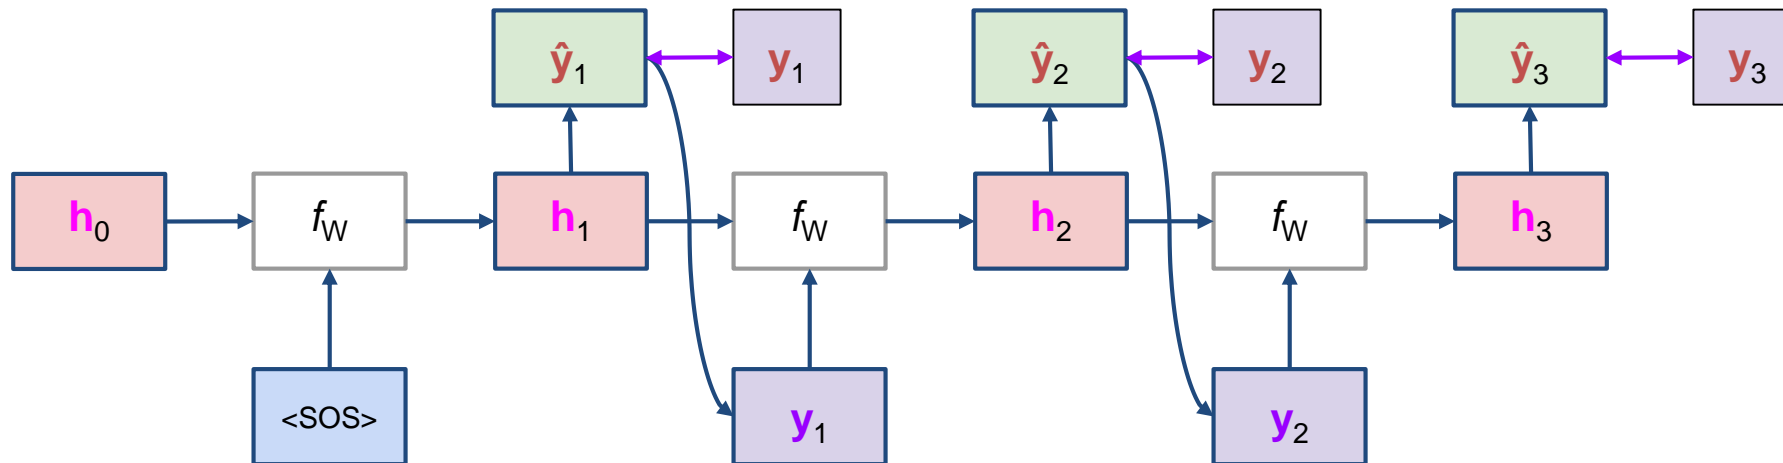 ŷ1 y1 ŷ2 y2 ŷ3 y3
h0 fW h1 fW h2 fW h3
<SOS> y1 y2